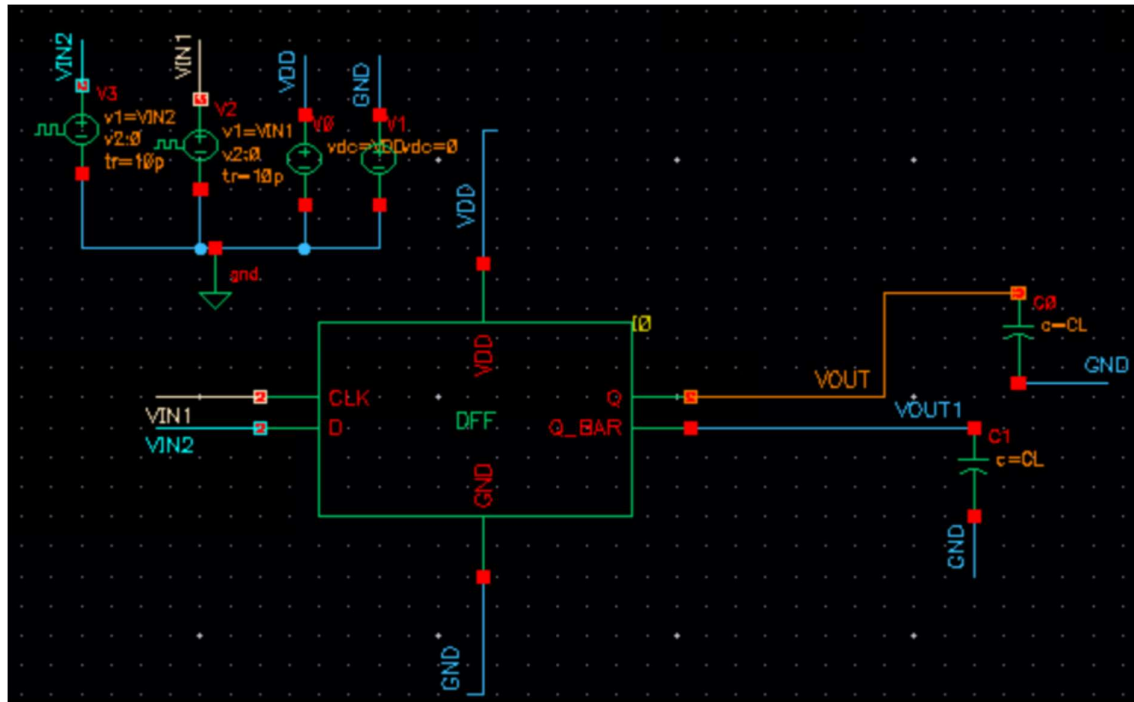 VIN2
V3
v1=VIN2
v2:0
tr=10p
VIN1
V2
v1=VIN1
v2:0
tr=10p
VDD
V0
vdc=VDD
GND
V1
vdc=0
gnd
VDD
I0
VDD
CLK
D
DFF
Q
Q_BAR
GND
VIN1
VIN2
VOUT
C0
c=CL
GND
VOUT1
C1
c=CL
GND
GND